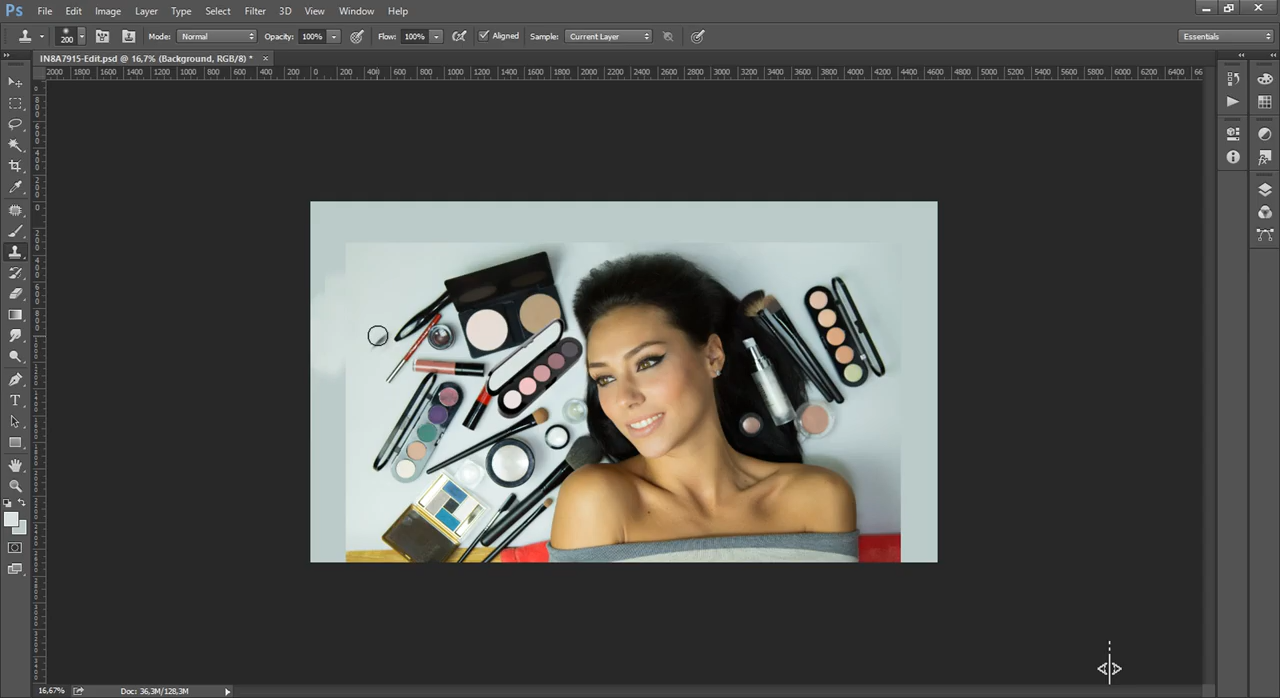 Ps File Edit Image Layer Type Select Filter 3D View Window Help
200 Mode: Normal Opacity: 100% Flow: 100% Aligned Sample: Current Layer Essentials
IN8A7915-Edit.psd @ 16,7% (Background, RGB/8) *
2000 1800 1600 1400 1200 1000 800 600 400 200 0 200 400 600 800 1000 1200 1400 1600 1800 2000 2200 2400 2600 2800 3000 3200 3400 3600 3800 4000 4200 4400 4600 4800 5000 5200 5400 5600 5800 6000 6200 6400 66
16,67% Doc: 36,3M/128,3M